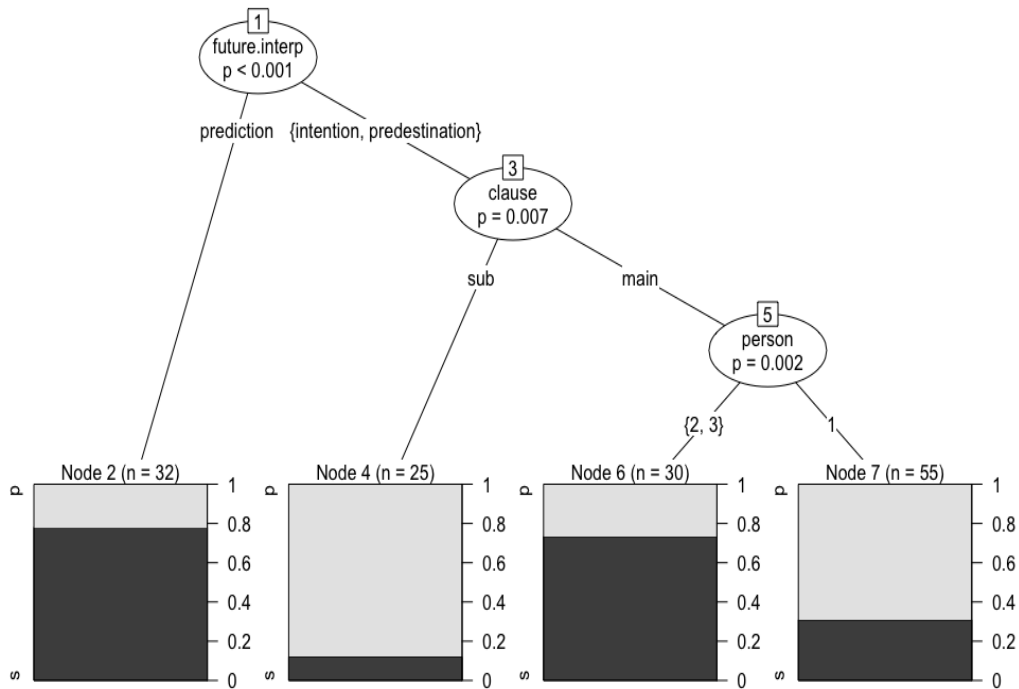 1
future.interp
p < 0.001
prediction {intention, predestination}
3
clause
p = 0.007
sub main
5
person
p = 0.002
{2, 3} 1
Node 2 (n = 32) Node 4 (n = 25) Node 6 (n = 30) Node 7 (n = 55)
p 1 p 1 p 1 p 1
0.8 0.8 0.8 0.8
0.6 0.6 0.6 0.6
0.4 0.4 0.4 0.4
0.2 0.2 0.2 0.2
s 0 s 0 s 0 s 0